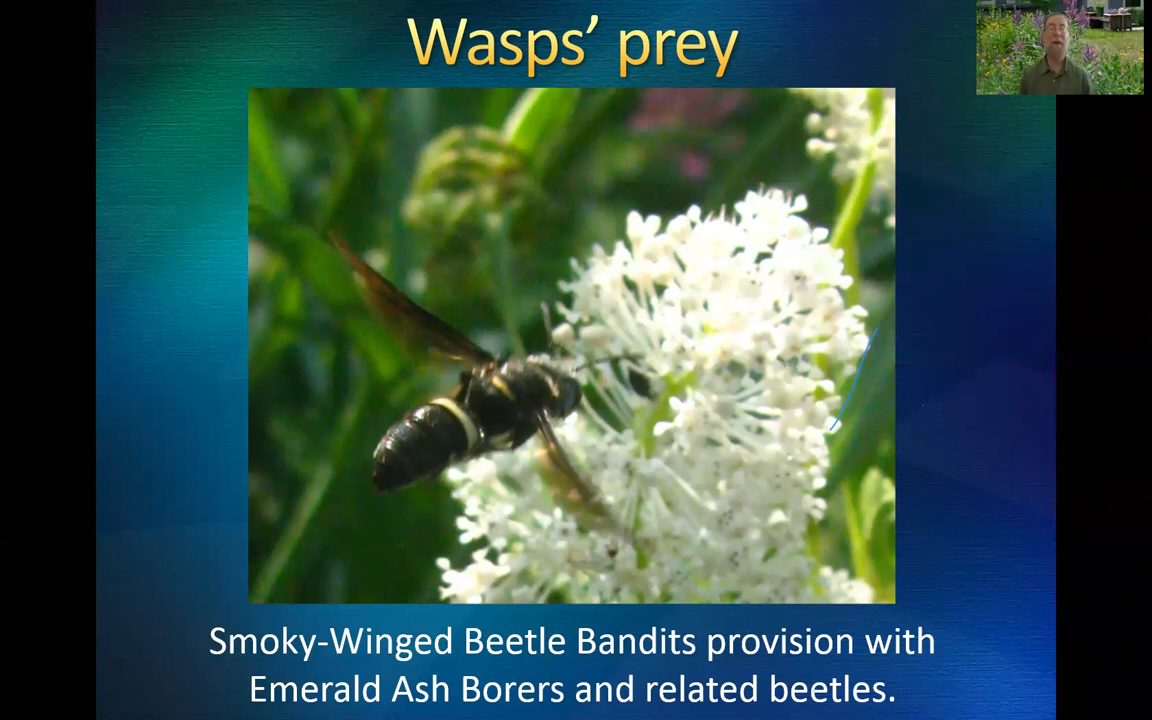 Wasps’ prey
Smoky-Winged Beetle Bandits provision with
Emerald Ash Borers and related beetles.